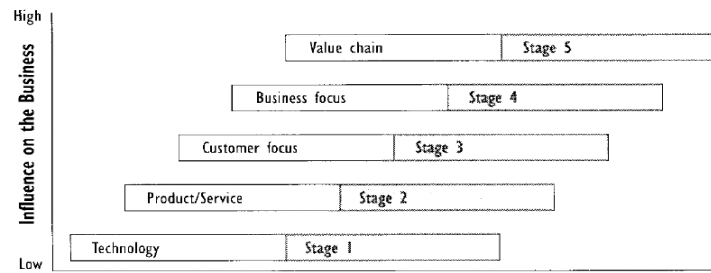 High
Value chain Stage 5
Business focus Stage 4
Customer focus Stage 3
Product/Service Stage 2
Technology Stage 1
Low
Influence on the Business